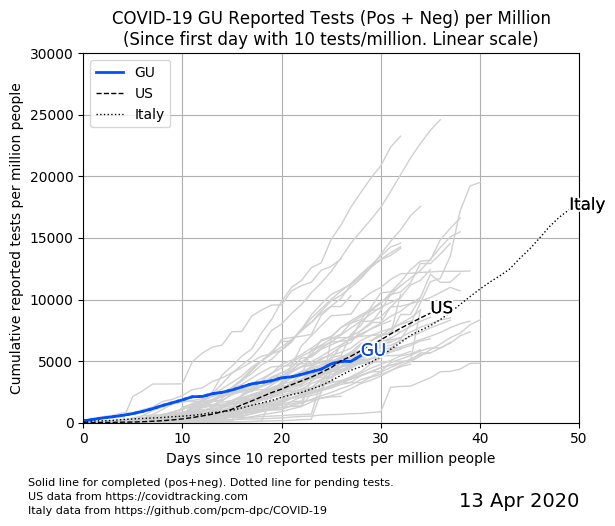 COVID-19 GU Reported Tests (Pos + Neg) per Million
(Since first day with 10 tests/million. Linear scale)
Cumulative reported tests per million people
30000
25000
20000
15000
10000
5000
0
GU
US
Italy
Italy
US
GU
0 10 20 30 40 50
Days since 10 reported tests per million people
Solid line for completed (pos+neg). Dotted line for pending tests.
US data from https://covidtracking.com
Italy data from https://github.com/pcm-dpc/COVID-19
13 Apr 2020